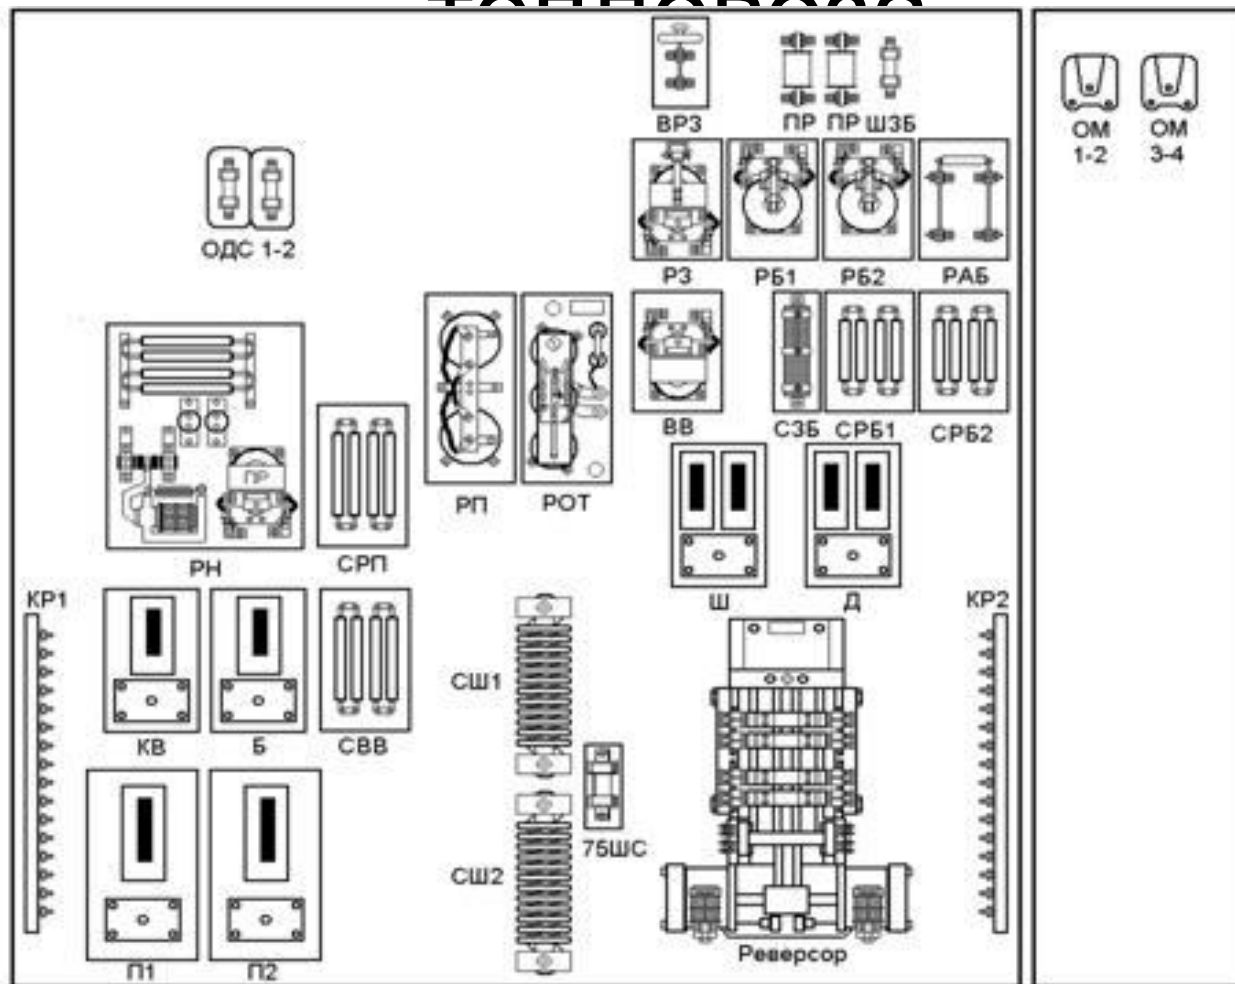 тепловоза
ВРЗ
ПР ПР ШЗБ
ОМ 1-2
ОМ 3-4
ОДС 1-2
РЗ РБ1 РБ2 РАБ
ПР
РН
СРП
РП РОТ
ВВ
СЗБ СРБ1 СРБ2
Ш Д
КР1
КР2
КВ Б СВВ
СШ1
75ШС
СШ2
Реверсор
П1 П2